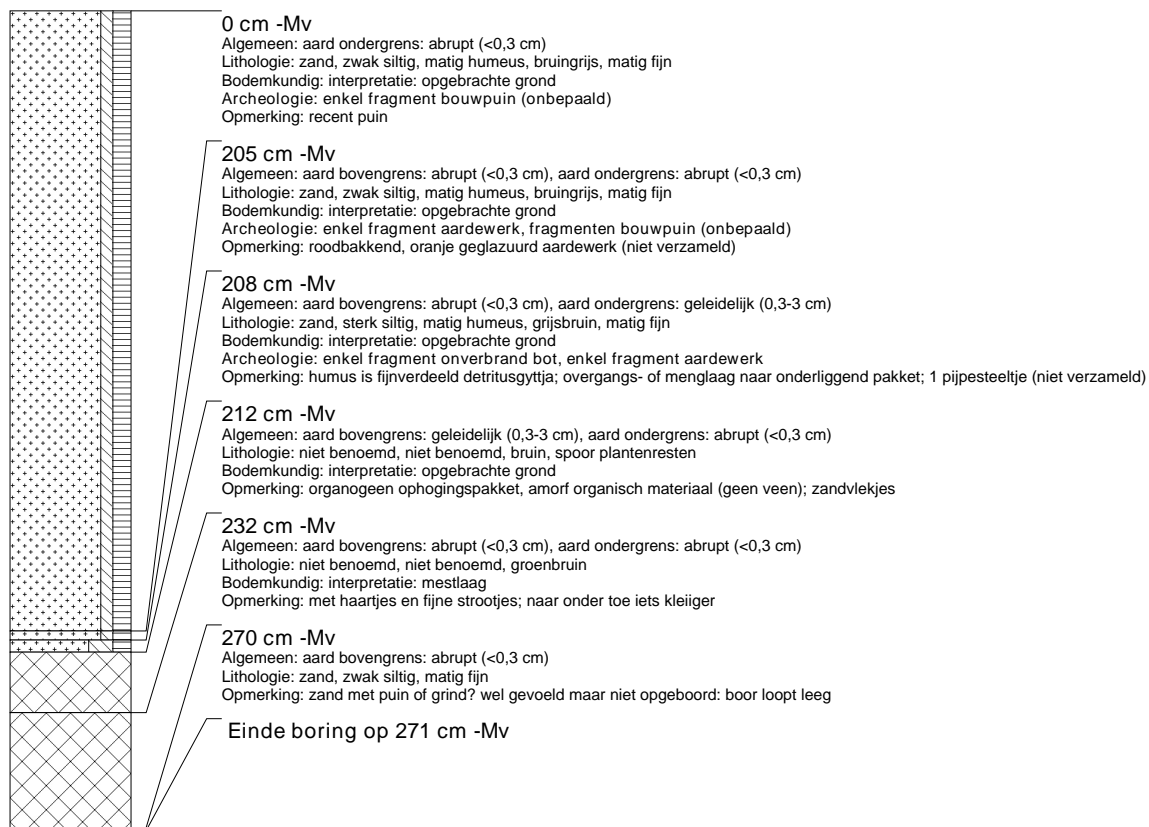 0 cm -Mv
Algemeen: aard ondergrens: abrupt (<0,3 cm)
Lithologie: zand, zwak siltig, matig humeus, bruingrijs, matig fijn
Bodemkundig: interpretatie: opgebrachte grond
Archeologie: enkel fragment bouwpuin (onbepaald)
Opmerking: recent puin
205 cm -Mv
Algemeen: aard bovengrens: abrupt (<0,3 cm), aard ondergrens: abrupt (<0,3 cm)
Lithologie: zand, zwak siltig, matig humeus, bruingrijs, matig fijn
Bodemkundig: interpretatie: opgebrachte grond
Archeologie: enkel fragment aardewerk, fragmenten bouwpuin (onbepaald)
Opmerking: roodbakkend, oranje geglazuurd aardewerk (niet verzameld)
208 cm -Mv
Algemeen: aard bovengrens: abrupt (<0,3 cm), aard ondergrens: geleidelijk (0,3-3 cm)
Lithologie: zand, sterk siltig, matig humeus, grijsbruin, matig fijn
Bodemkundig: interpretatie: opgebrachte grond
Archeologie: enkel fragment onverbrand bot, enkel fragment aardewerk
Opmerking: humus is fijnverdeeld detritusgyttja; overgangs- of menglaag naar onderliggend pakket; 1 pijpesteeltje (niet verzameld)
212 cm -Mv
Algemeen: aard bovengrens: geleidelijk (0,3-3 cm), aard ondergrens: abrupt (<0,3 cm)
Lithologie: niet benoemd, niet benoemd, bruin, spoor plantenresten
Bodemkundig: interpretatie: opgebrachte grond
Opmerking: organogeen ophogingspakket, amorf organisch materiaal (geen veen); zandvlekjes
232 cm -Mv
Algemeen: aard bovengrens: abrupt (<0,3 cm), aard ondergrens: abrupt (<0,3 cm)
Lithologie: niet benoemd, niet benoemd, groenbruin
Bodemkundig: interpretatie: mestlaag
Opmerking: met haartjes en fijne strootjes; naar onder toe iets kleiiger
270 cm -Mv
Algemeen: aard bovengrens: abrupt (<0,3 cm)
Lithologie: zand, zwak siltig, matig fijn
Opmerking: zand met puin of grind? wel gevoeld maar niet opgeboord: boor loopt leeg
Einde boring op 271 cm -Mv